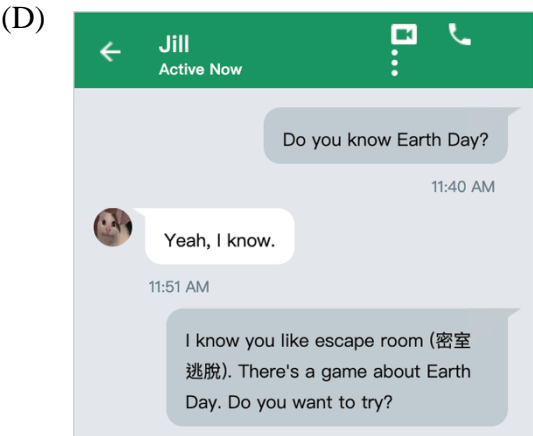 (D)
Jill
Active Now
Do you know Earth Day?
11:40 AM
Yeah, I know.
11:51 AM
I know you like escape room (密室
逃脫). There's a game about Earth
Day. Do you want to try?